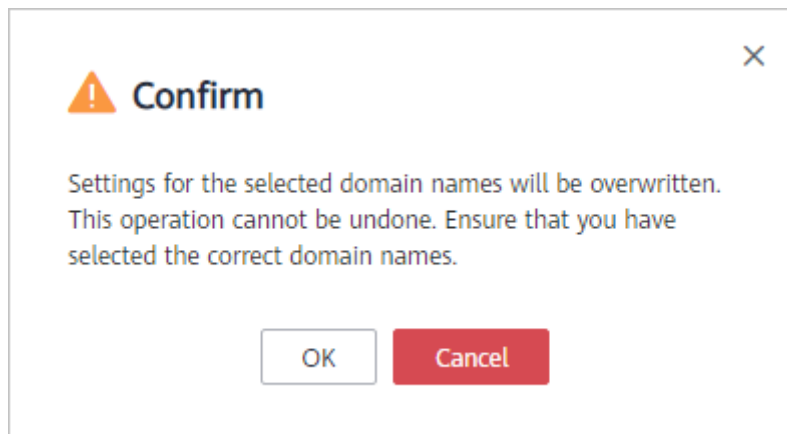 Confirm
Settings for the selected domain names will be overwritten.
This operation cannot be undone. Ensure that you have
selected the correct domain names.
OK
Cancel